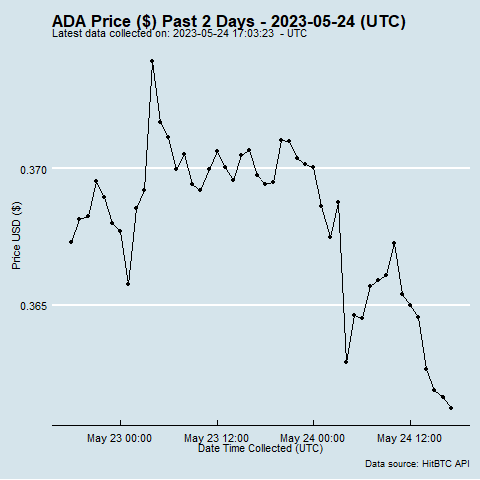 ADA Price ($) Past 2 Days - 2023-05-24 (UTC)
Latest data collected on: 2023-05-24 17:03:23 - UTC
0.370
Price USD ($)
0.365
May 23 00:00 May 23 12:00 May 24 00:00 May 24 12:00
Date Time Collected (UTC)
Data source: HitBTC API